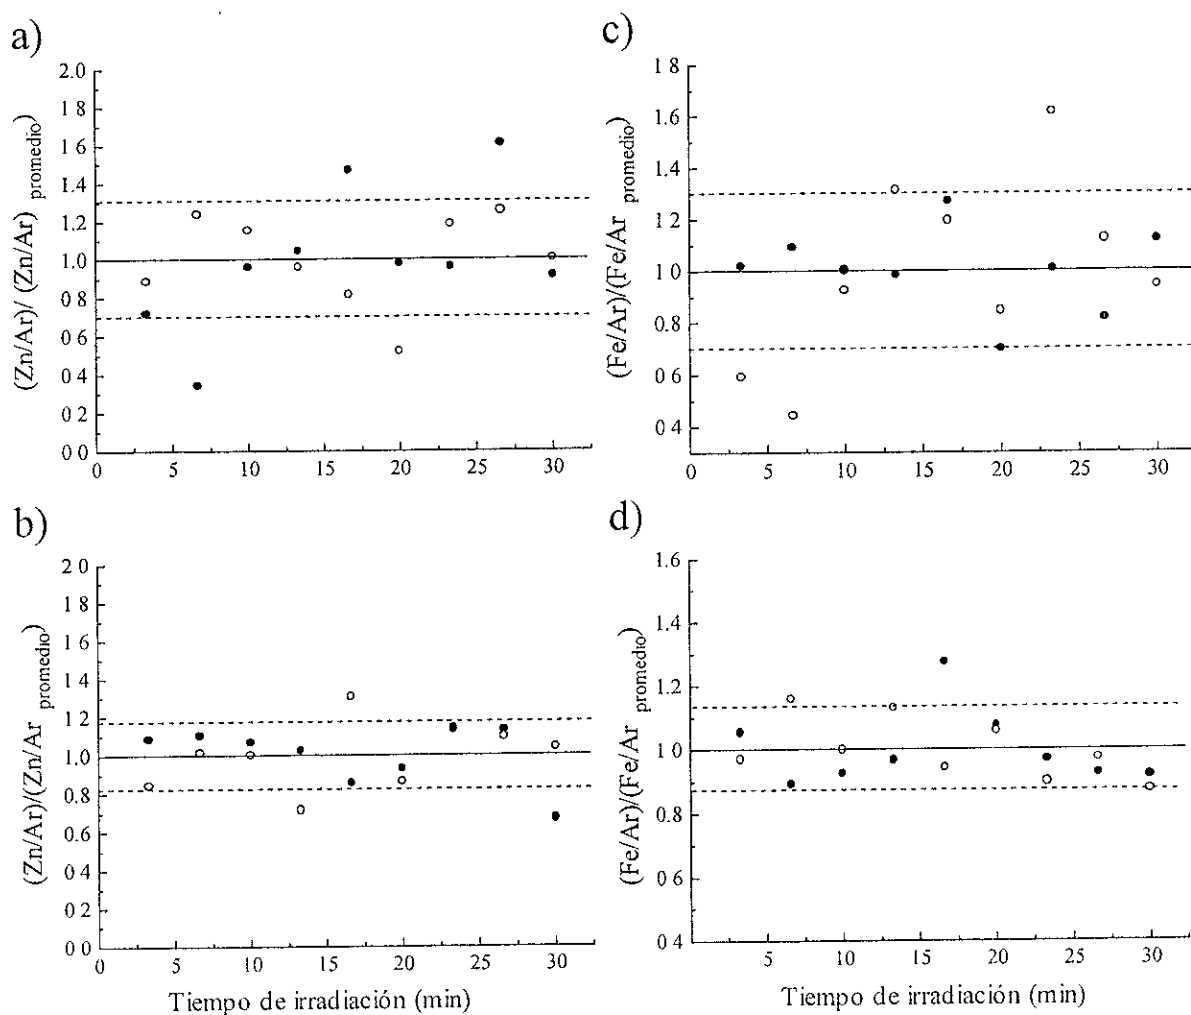 a)
(Zn/Ar)/ (Zn/Ar) promedio)
2.0
1 8
1.6
1.4
1.2
1.0
0 8
0.6
0 4
0 2
0 0
0 5 10 15 20 25 30
c)
(Fe/Ar)/(Fe/Ar promedio)
1 8
1.6
1.4
1.2
1 0
0.8
0 6
0 4
0 5 10 15 20 25 30
b)
(Zn/Ar)/(Zn/Ar promedio)
2 0
1 8
1 6
1 4
1 2
1.0
0.8
0 6
0 4
0 2
0 0
0 5 10 15 20 25 30
Tiempo de irradiación (min)
d)
(Fe/Ar)/(Fe/Ar promedio)
1.6
1.4
1.2
1.0
0.8
0.6
0 4
5 10 15 20 25 30
Tiempo de irradiación (min)